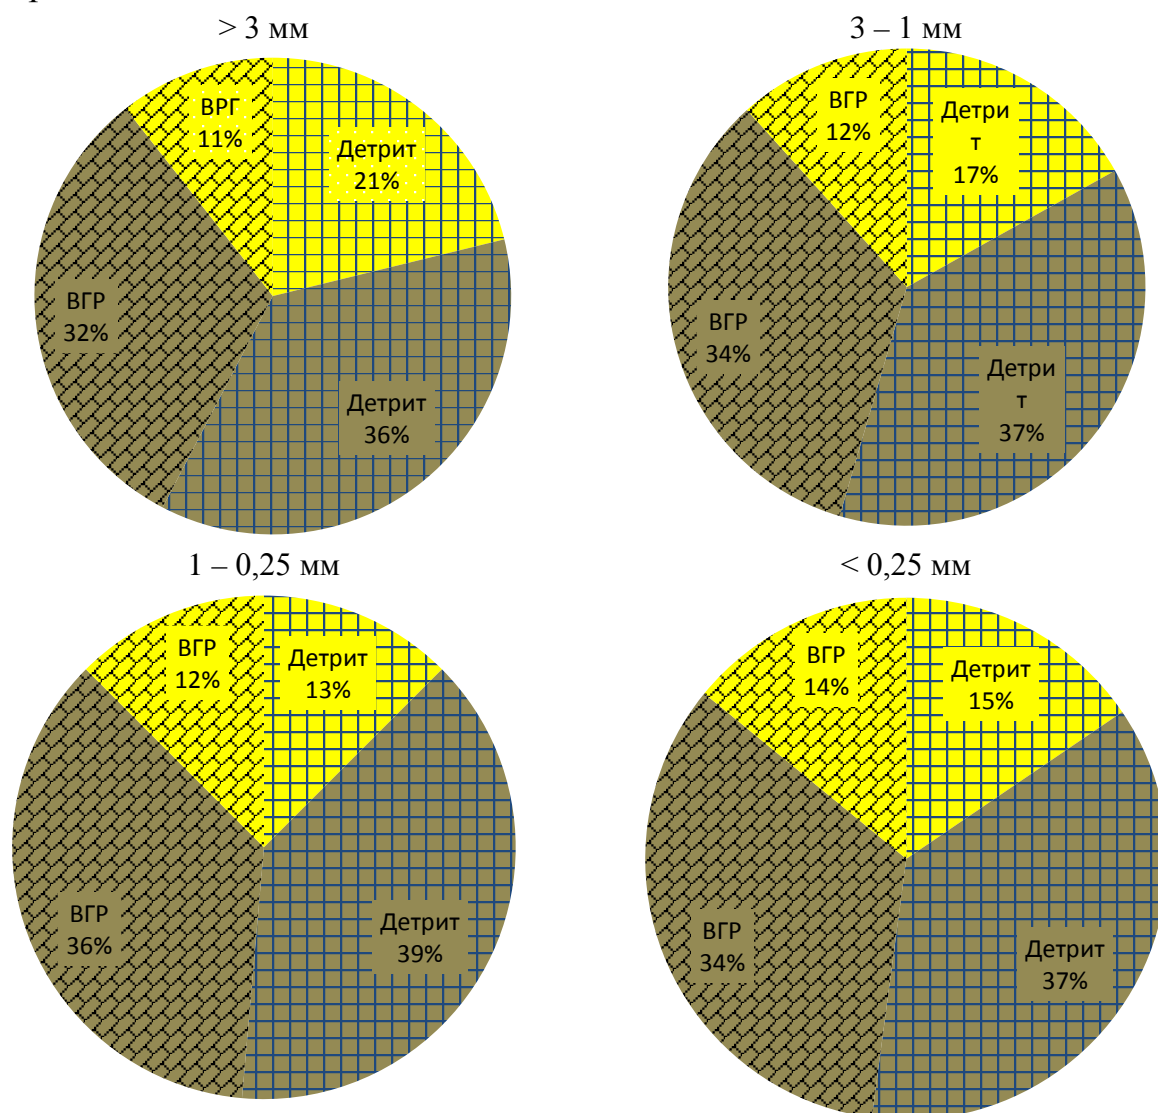 > 3 мм
ВРГ
11%
Детрит
21%
ВГР
32%
Детрит
36%
3 – 1 мм
ВГР
12%
Детри
т
17%
ВГР
34%
Детри
т
37%
1 – 0,25 мм
ВГР
12%
Детрит
13%
ВГР
36%
Детрит
39%
< 0,25 мм
ВГР
14%
Детрит
15%
ВГР
34%
Детрит
37%